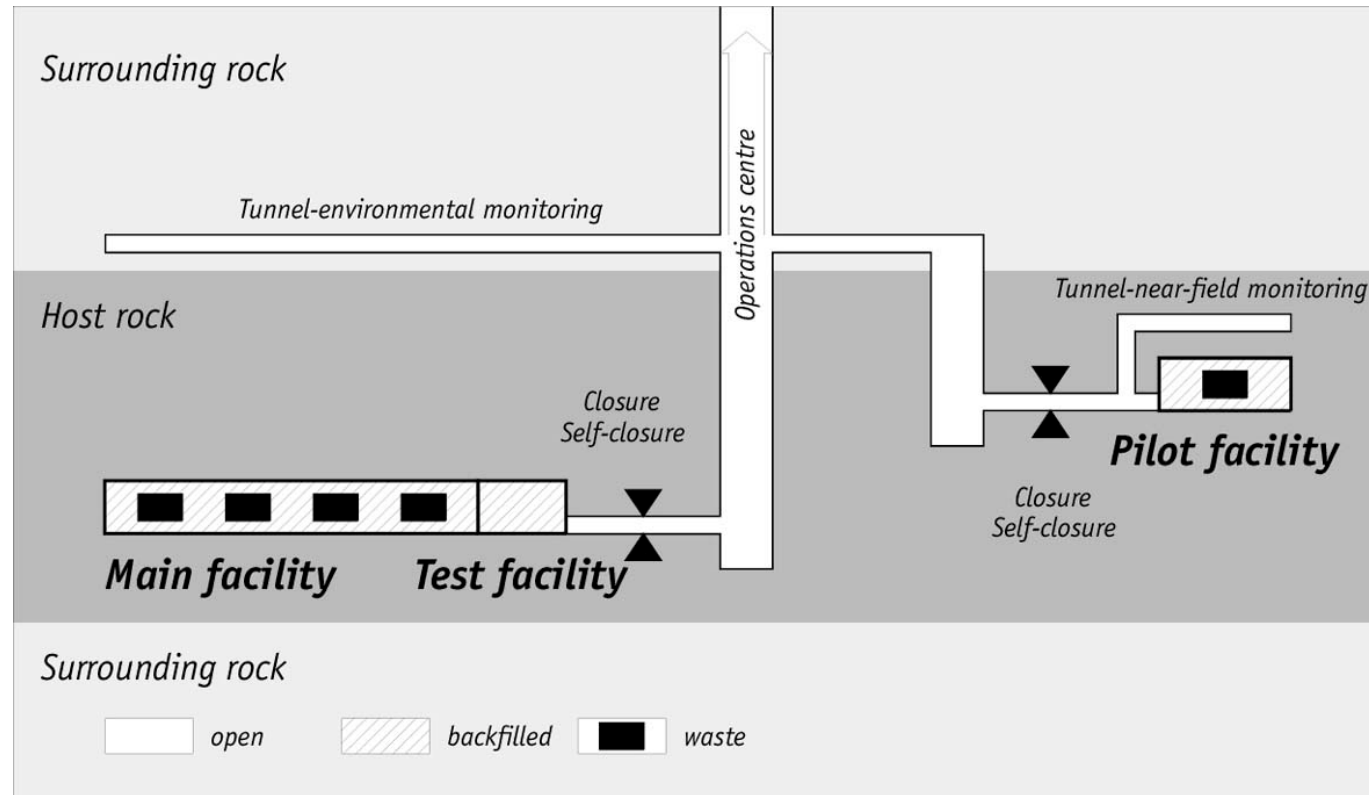 Surrounding rock
Operations centre
Tunnel-environmental monitoring
Host rock
Tunnel-near-field monitoring
Closure
Self-closure
Pilot facility
Closure
Self-closure
Main facility
Test facility
Surrounding rock
open
backfilled
waste